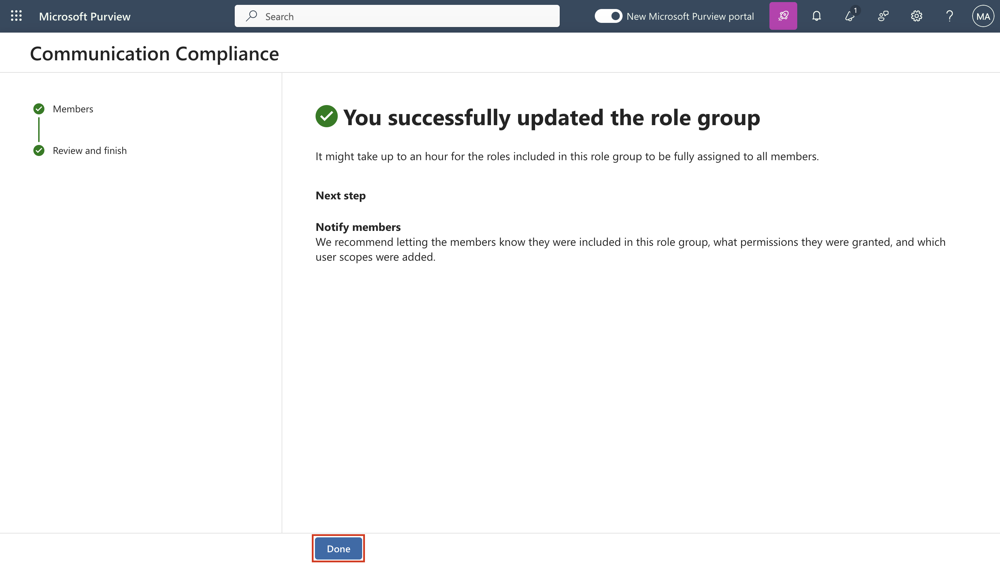 Microsoft Purview
Search
New Microsoft Purview portal
1
MA
Communication Compliance
Members
Review and finish
You successfully updated the role group
It might take up to an hour for the roles included in this role group to be fully assigned to all members.
Next step
Notify members
We recommend letting the members know they were included in this role group, what permissions they were granted, and which
user scopes were added.
Done